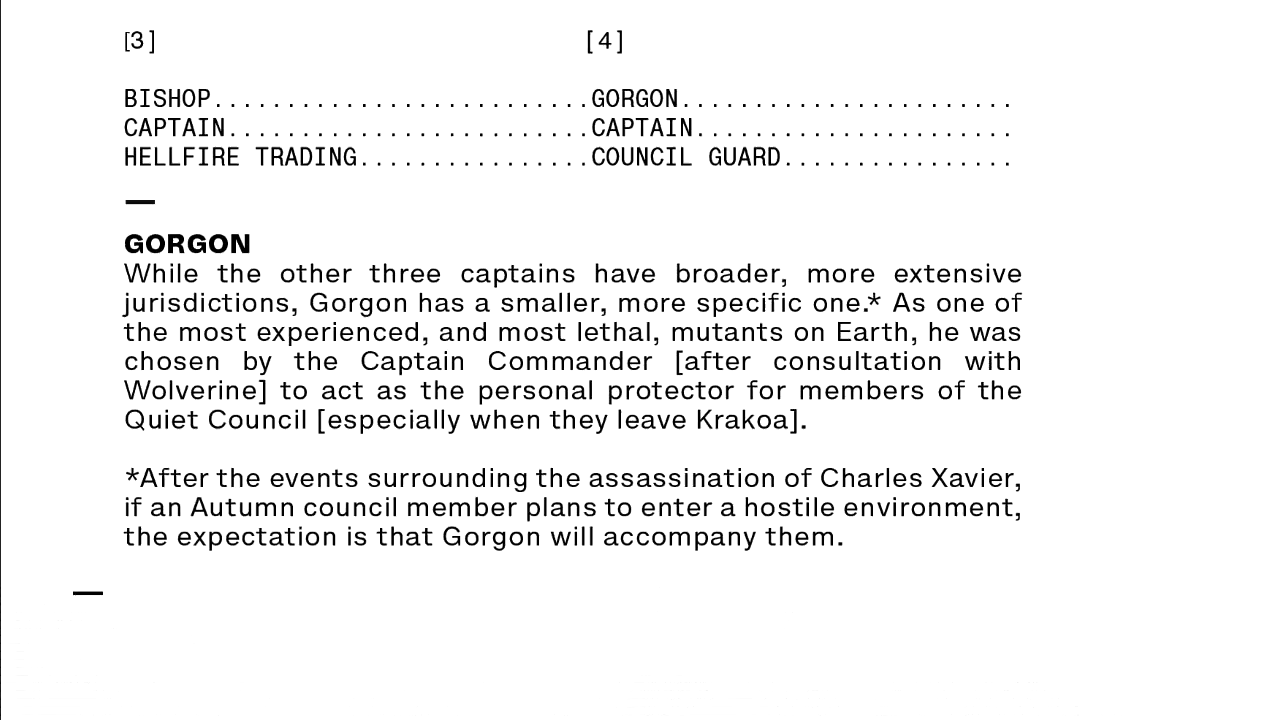 [3] [4]
BISHOP..........................GORGON.......................
CAPTAIN.........................CAPTAIN......................
HELLFIRE TRADING................COUNCIL GUARD................
—
GORGON
While the other three captains have broader, more extensive
jurisdictions, Gorgon has a smaller, more specific one.* As one of
the most experienced, and most lethal, mutants on Earth, he was
chosen by the Captain Commander [after consultation with
Wolverine] to act as the personal protector for members of the
Quiet Council [especially when they leave Krakoa].
*After the events surrounding the assassination of Charles Xavier,
if an Autumn council member plans to enter a hostile environment,
the expectation is that Gorgon will accompany them.
—